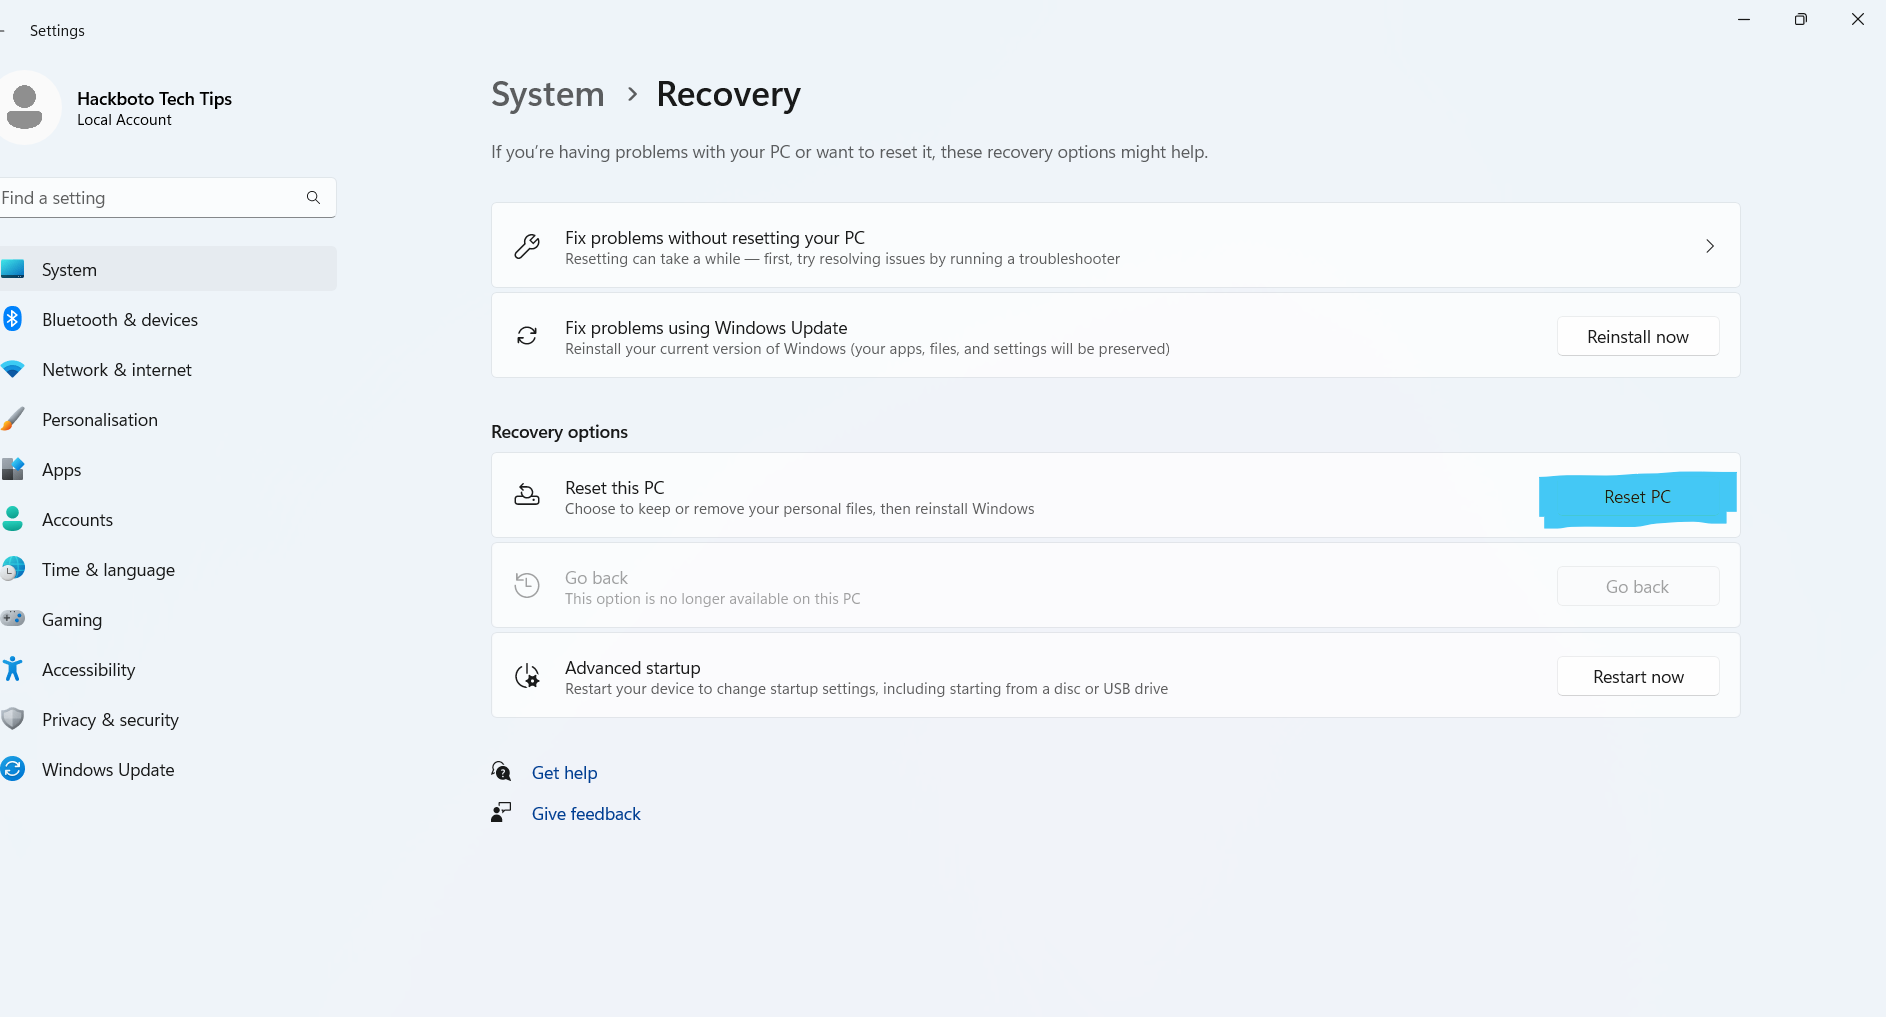 Settings
Hackboto Tech Tips
Local Account
Find a setting
System
Bluetooth & devices
Network & internet
Personalisation
Apps
Accounts
Time & language
Gaming
Accessibility
Privacy & security
Windows Update
System > Recovery
If you're having problems with your PC or want to reset it, these recovery options might help.
Fix problems without resetting your PC
Resetting can take a while — first, try resolving issues by running a troubleshooter
Fix problems using Windows Update
Reinstall your current version of Windows (your apps, files, and settings will be preserved)
Reinstall now
Recovery options
Reset this PC
Choose to keep or remove your personal files, then reinstall Windows
Reset PC
Go back
This option is no longer available on this PC
Go back
Advanced startup
Restart your device to change startup settings, including starting from a disc or USB drive
Restart now
Get help
Give feedback